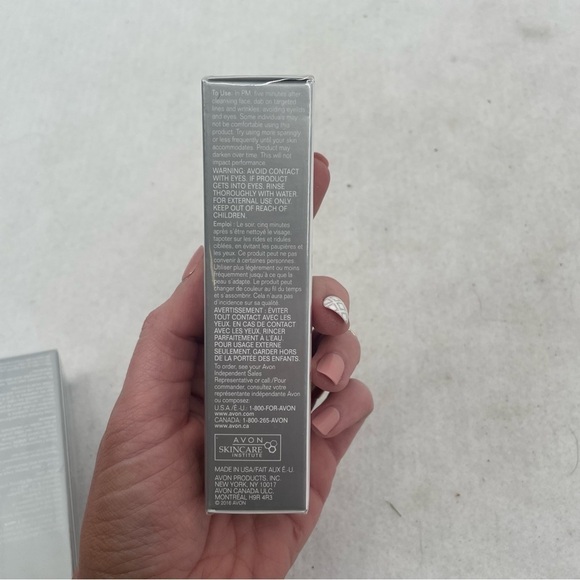 To Use: In PM, five minutes after
cleansing face, dab on targeted
lines and wrinkles, avoiding eyelids
and eyes. Some individuals may
not be comfortable using this
product. Try using more sparingly
or less frequently until your skin
accommodates. Product may
darken over time. This will not
impact performance.
WARNING: AVOID CONTACT
WITH EYES. IF PRODUCT
GETS INTO EYES, RINSE
THOROUGHLY WITH WATER.
FOR EXTERNAL USE ONLY.
KEEP OUT OF REACH OF
CHILDREN.
Emploi : Le soir, cinq minutes
après s'être nettoyé le visage,
tapoter sur les rides et ridules
ciblées, en évitant les paupières et
les yeux. Ce produit peut ne pas
convenir à certaines personnes.
Utiliser plus légèrement ou moins
fréquemment jusqu'à ce que la
peau s'adapte. Le produit peut
changer de couleur au fil du temps
et s'assombrir. Cela n'aura pas
d'incidence sur sa qualité.
AVERTISSEMENT : ÉVITER
TOUT CONTACT AVEC LES
YEUX. EN CAS DE CONTACT
AVEC LES YEUX, RINCER
PARFAITEMENT À L'EAU.
POUR USAGE EXTERNE
SEULEMENT. GARDER HORS
DE LA PORTÉE DES ENFANTS.
To order, see your Avon
Independent Sales
Representative or call:/Pour
commander, consultez votre
représentante indépendante Avon
ou composez:
U.S.A./É.-U. 1-800-FOR-AVON
www.avon.com
CANADA: 1-800-265-AVON
www.avon.ca
AVON
SKINCARE
INSTITUTE
MADE IN USA/FAIT AUX É.-U.
AVON PRODUCTS, INC.
NEW YORK, NY 10017
AVON CANADA ULC.
MONTRÉAL H9R 4R3
© 2016 AVON